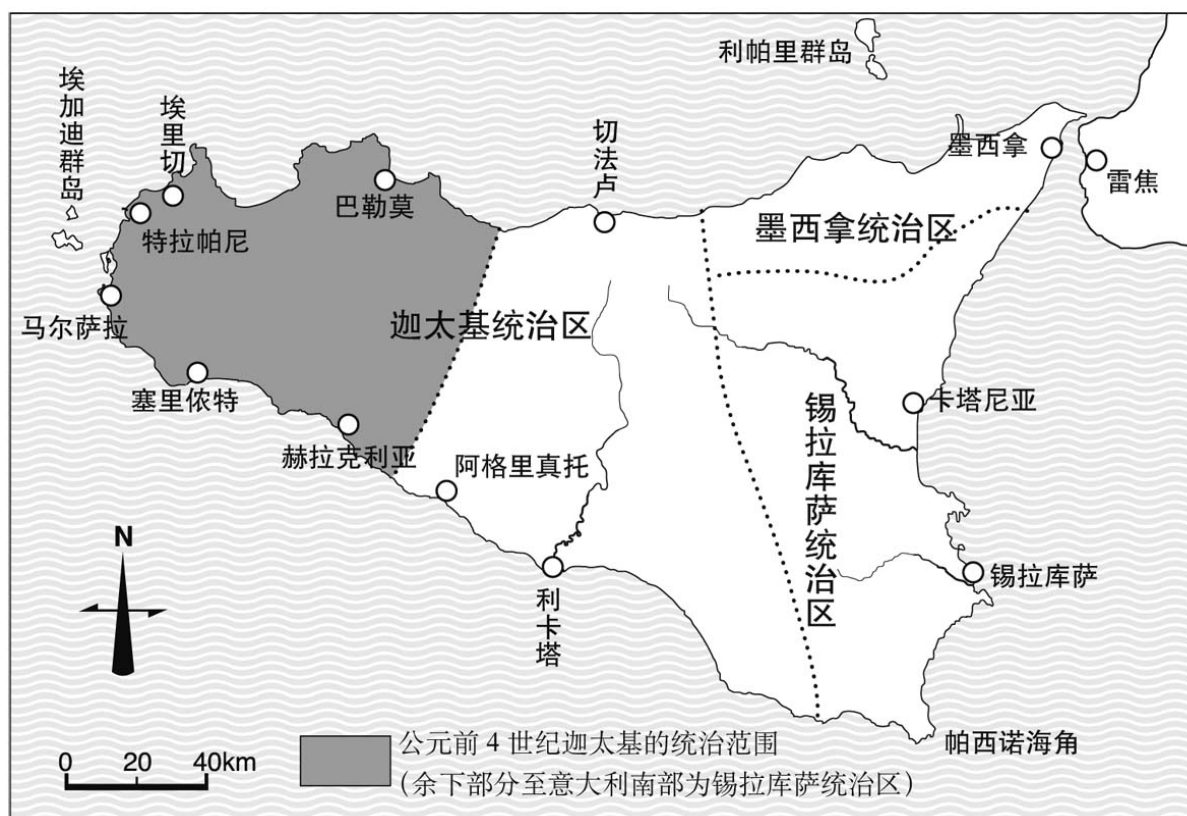 利帕里群岛
埃加迪群岛
埃里切
切法卢
墨西拿
雷焦
巴勒莫
特拉帕尼
墨西拿统治区
马尔萨拉
迦太基统治区
塞里侬特
锡拉库萨统治区
卡塔尼亚
赫拉克利亚
阿格里真托
N
利卡塔
锡拉库萨
帕西诺海角
0 20 40km
公元前4世纪迦太基的统治范围
(余下部分至意大利南部为锡拉库萨统治区)